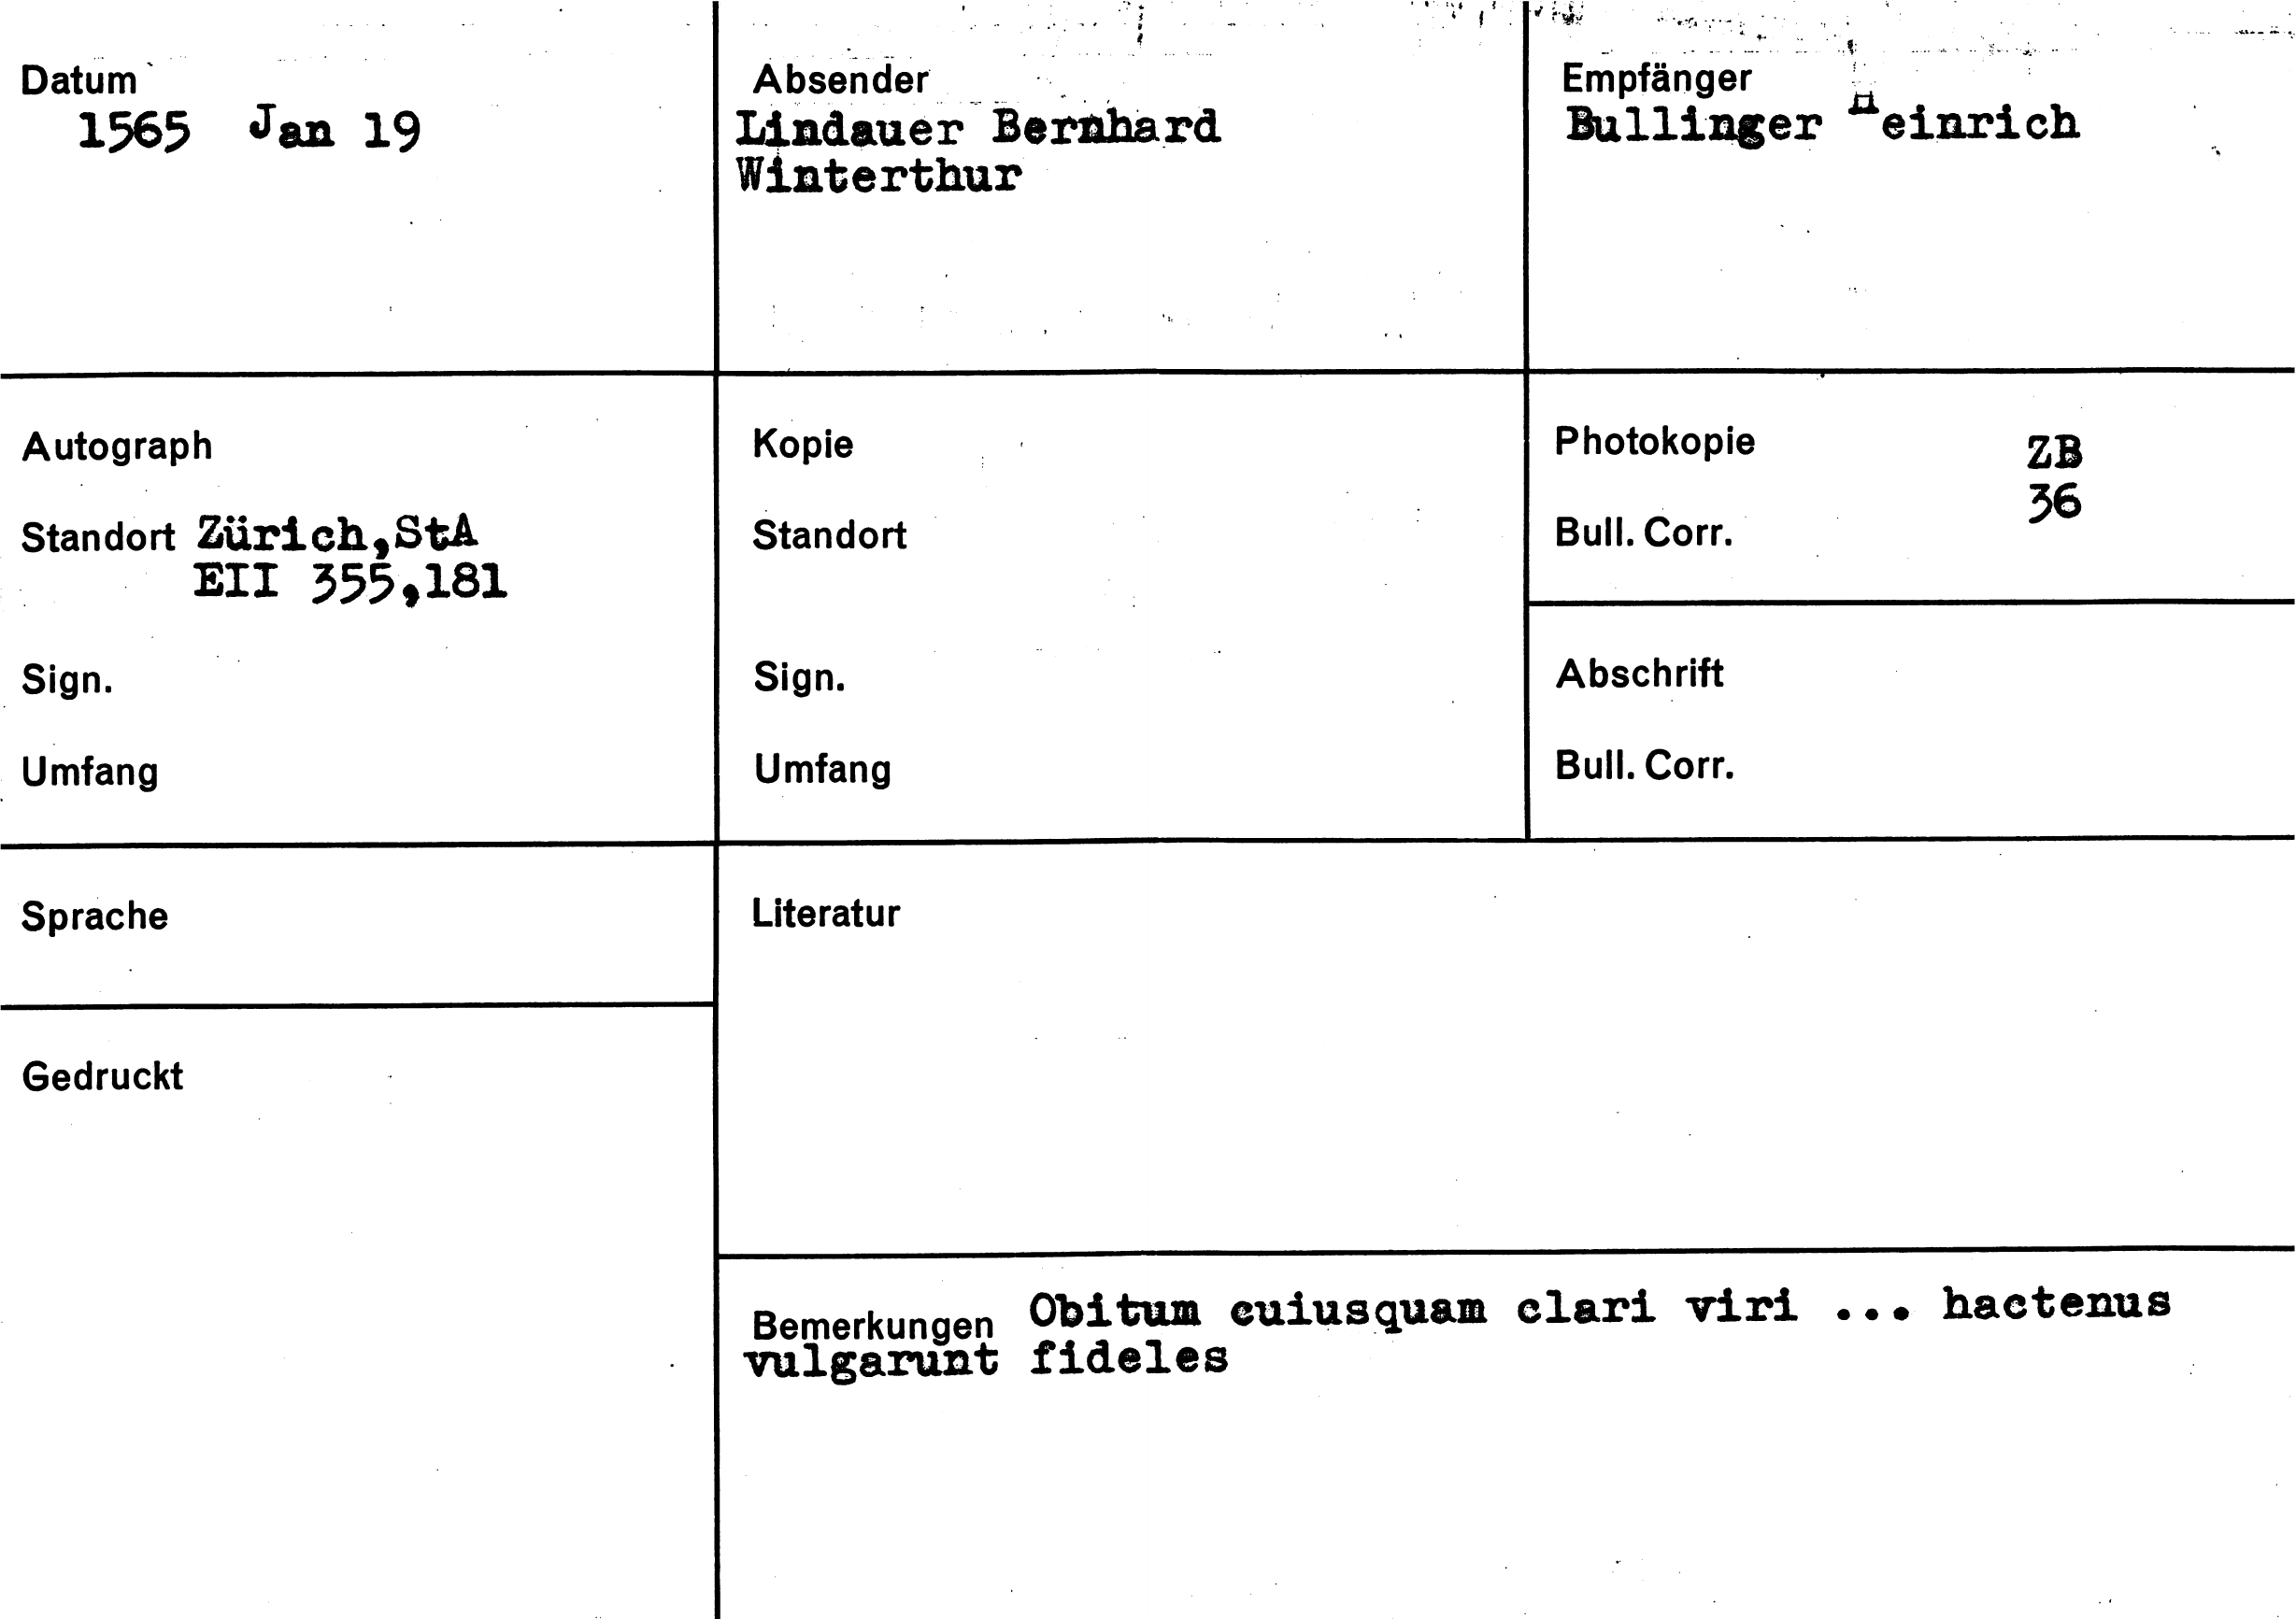 Datum
1565 Jan 19
Absender
Lindauer Bernhard
Winterthur
Empfänger
Bullinger Heinrich
Autograph
Standort Zürich,StA
EII 355,181
Sign.
Umfang
Kopie
Standort
Sign.
Umfang
Photokopie ZB
36
Bull. Corr.
Abschrift
Bull. Corr.
Sprache
Gedruckt
Literatur
Bemerkungen Obitum cuiusquam clari viri ... hactenus
vulgarunt fideles